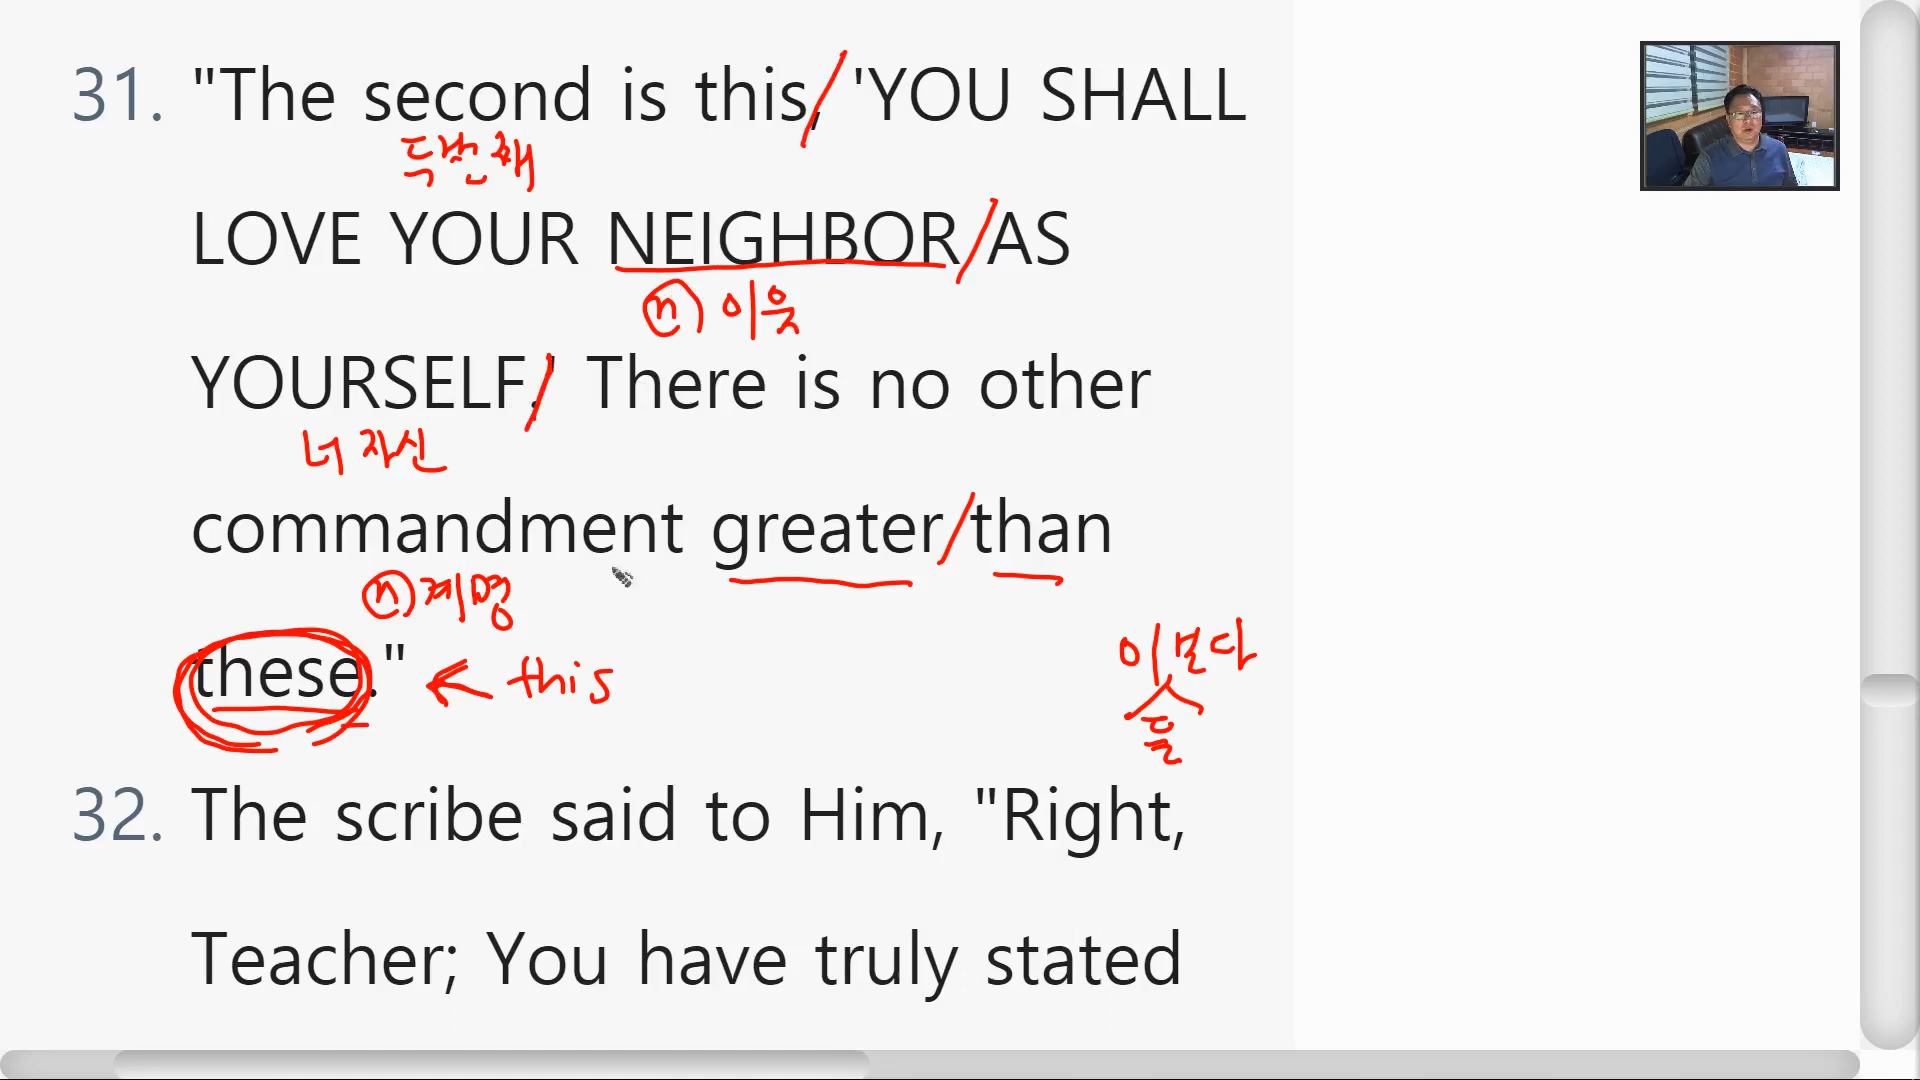 31. "The second is this, 'YOU SHALL
두번째
LOVE YOUR NEIGHBOR AS
n 이웃
YOURSELF.' There is no other
너 자신
commandment greater than
n 계명
these." ← this
이보다
들
32. The scribe said to Him, "Right,
Teacher; You have truly stated